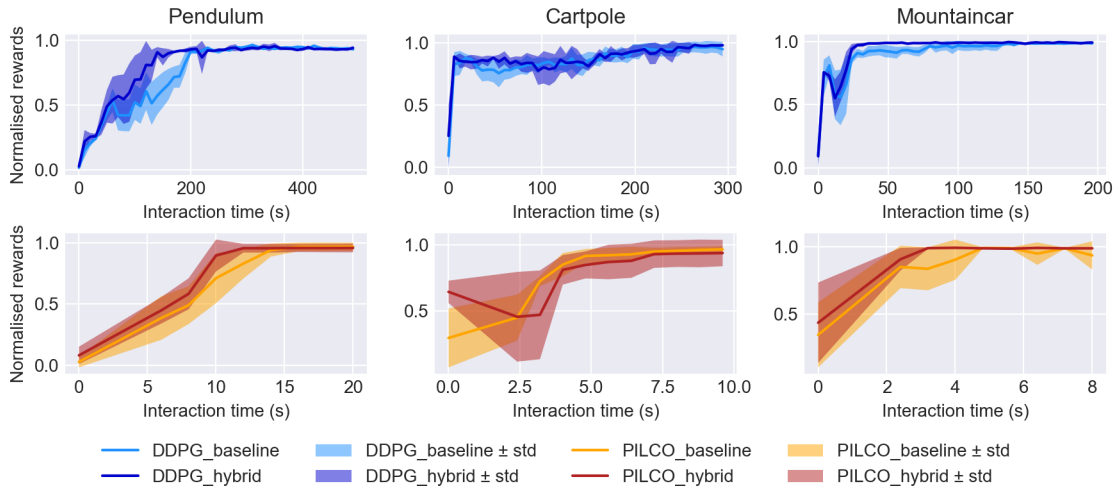 Pendulum
Cartpole
Mountaincar
Normalised rewards
1.0
0.5
0.0
0
200
400
Interaction time (s)
1.0
0.5
0.0
0
100
200
300
Interaction time (s)
1.0
0.5
0.0
0
50
100
150
200
Interaction time (s)
Normalised rewards
1.0
0.5
0.0
0
5
10
15
20
Interaction time (s)
1.0
0.5
0.0
2.5
5.0
7.5
10.0
Interaction time (s)
1.0
0.5
0
2
4
6
8
Interaction time (s)
DDPG_baseline
DDPG_baseline ± std
PILCO_baseline
PILCO_baseline ± std
DDPG_hybrid
DDPG_hybrid ± std
PILCO_hybrid
PILCO_hybrid ± std